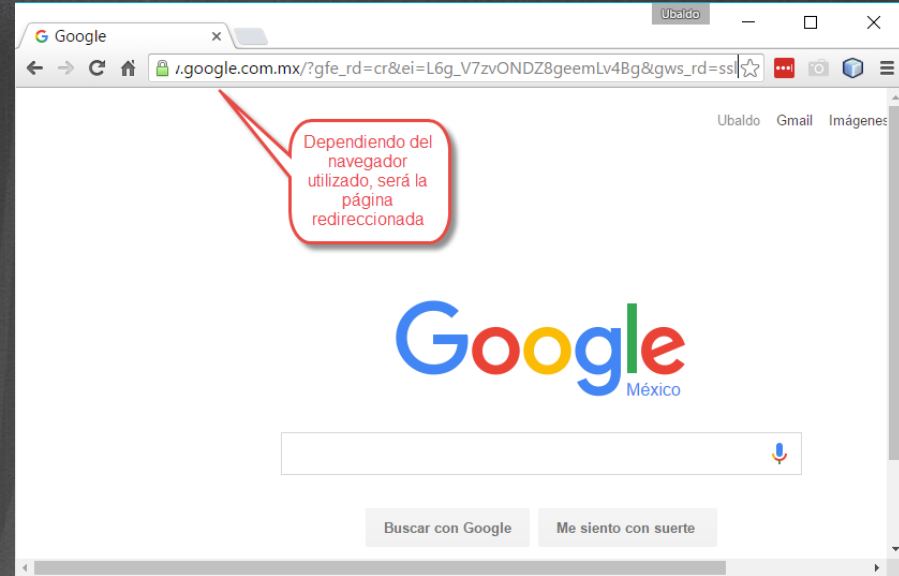 Ubaldo
Google
v.google.com.mx/?gfe_rd=cr&ei=L6g_V7zvONDZ8geemLv4Bg&gws_rd=ssl
Ubaldo Gmail Imágenes
Dependiendo del
navegador
utilizado, será la
página
redireccionada
Google
México
Buscar con Google Me siento con suerte